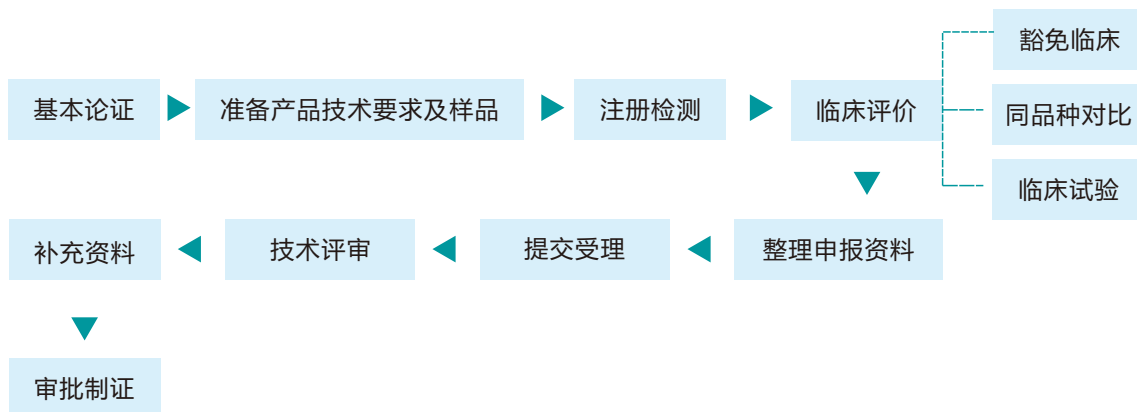 基本论证
准备产品技术要求及样品
注册检测
临床评价
豁免临床
同品种对比
临床试验
整理申报资料
提交受理
技术评审
补充资料
审批制证